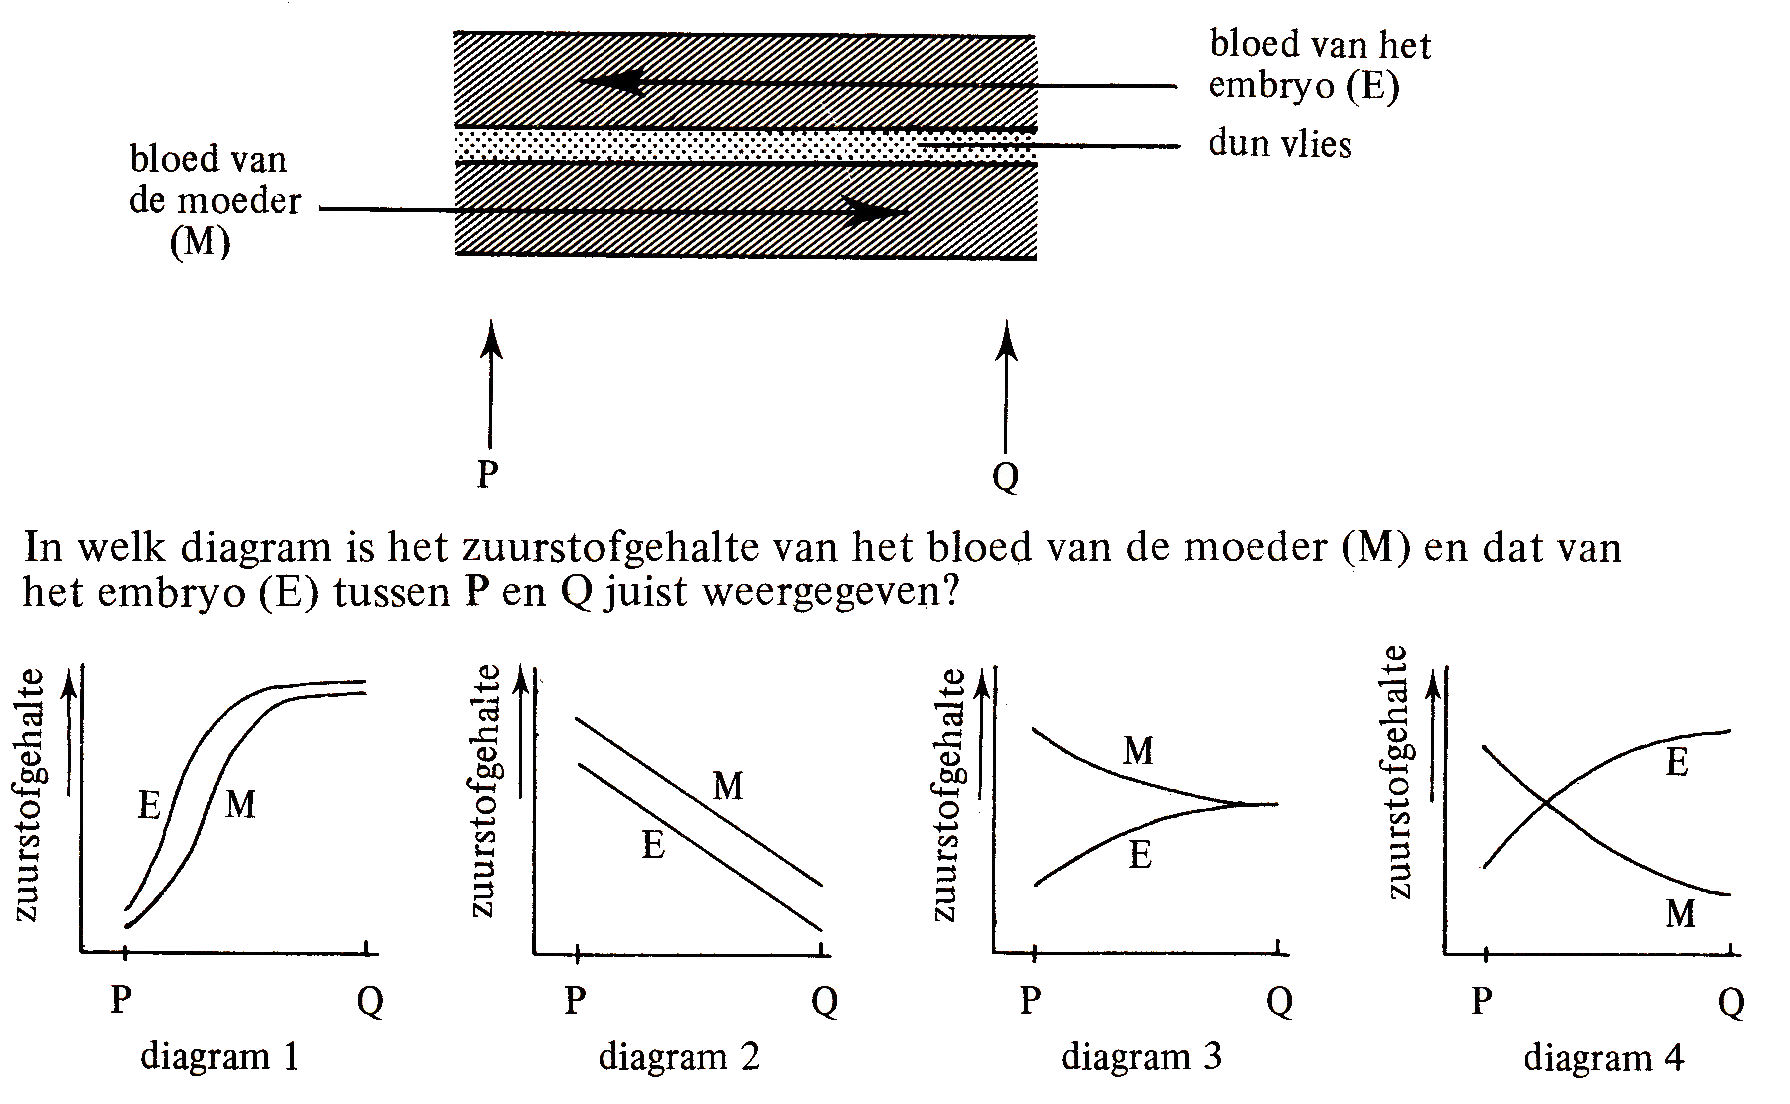 bloed van het
embryo (E)
dun vlies
bloed van
de moeder
(M)
P
Q
In welk diagram is het zuurstofgehalte van het bloed van de moeder (M) en dat van
het embryo (E) tussen P en Q juist weergegeven?
zuurstofgehalte
E
M
P
Q
diagram 1
zuurstofgehalte
M
E
P
Q
diagram 2
zuurstofgehalte
M
E
P
Q
diagram 3
zuurstofgehalte
E
M
P
Q
diagram 4